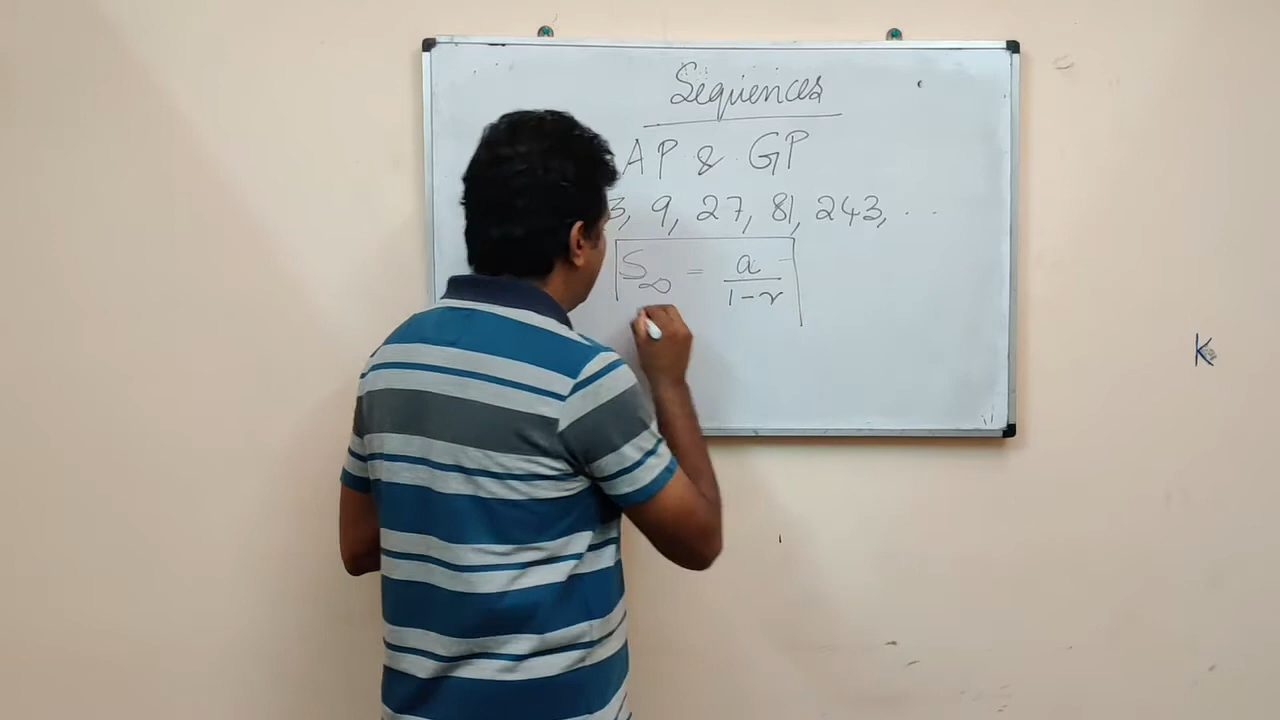 Sequences
AP & GP
3, 9, 27, 81, 243, ..
S∞ = a/(1-r)
K